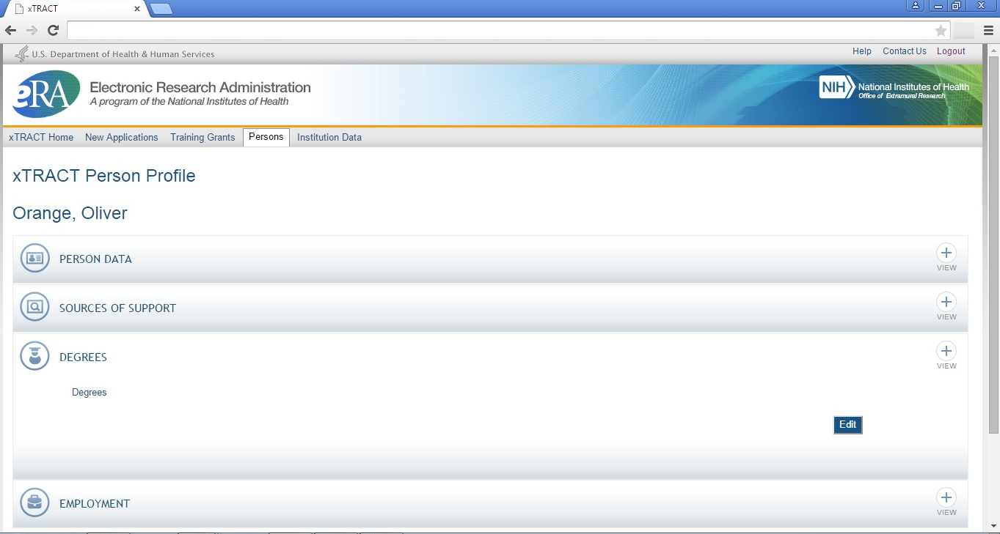 xTRACT
U.S. Department of Health & Human Services
Help Contact Us Logout
eRA
Electronic Research Administration
A program of the National Institutes of Health
NIH
National Institutes of Health
Office of Extramural Research
xTRACT Home New Applications Training Grants Persons Institution Data
xTRACT Person Profile
Orange, Oliver
PERSON DATA
VIEW
SOURCES OF SUPPORT
VIEW
DEGREES
VIEW
Degrees
Edit
EMPLOYMENT
VIEW